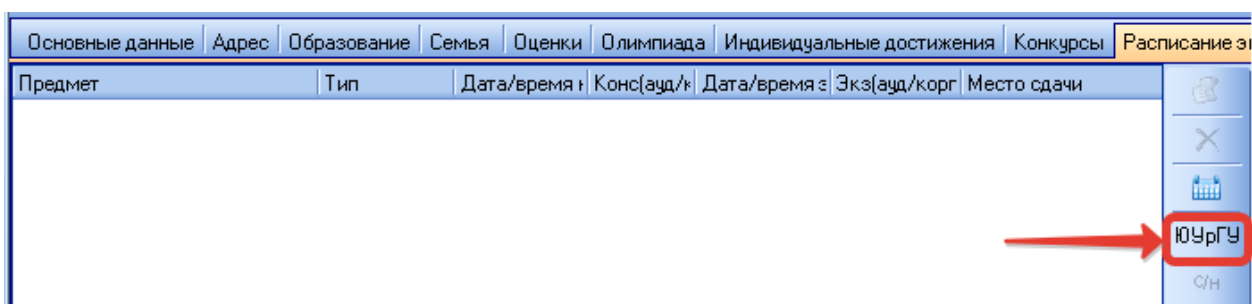 Основные данные Адрес Образование Семья Оценки Олимпиада Индивидуальные достижения Конкурсы Расписание э
Предмет Тип Дата/время к Конс(ауд/к Дата/время э Экз(ауд/корп Место сдачи
ЮУрГУ
с/н